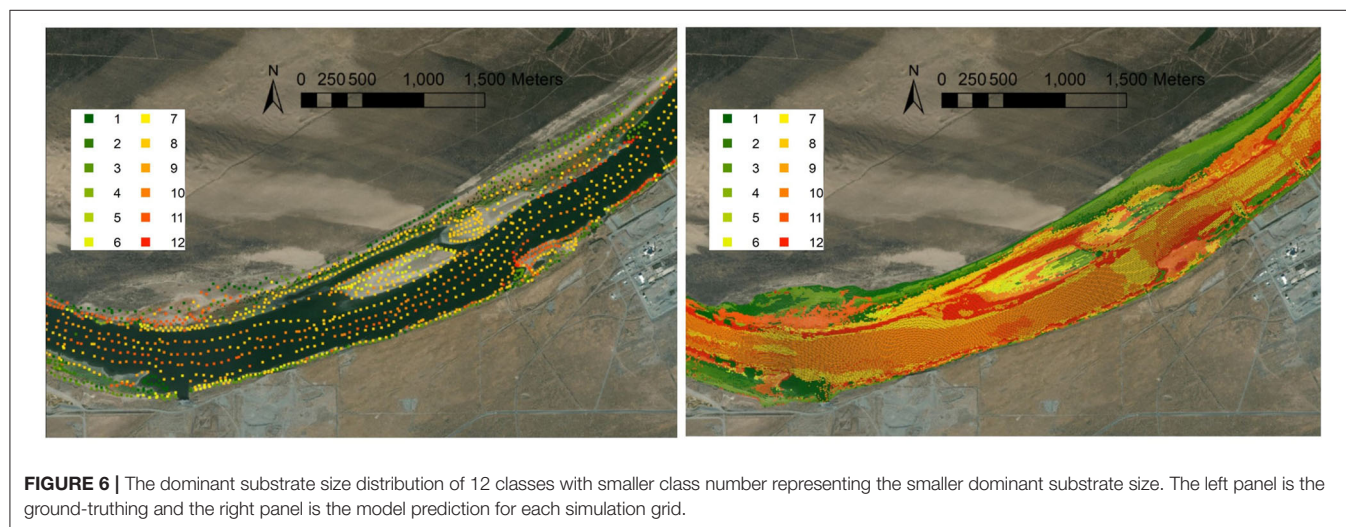 N
0 250 500 1,000 1,500 Meters
1 7
2 8
3 9
4 10
5 11
6 12
N
0 250 500 1,000 1,500 Meters
1 7
2 8
3 9
4 10
5 11
6 12
FIGURE 6 | The dominant substrate size distribution of 12 classes with smaller class number representing the smaller dominant substrate size. The left panel is the
ground-truthing and the right panel is the model prediction for each simulation grid.